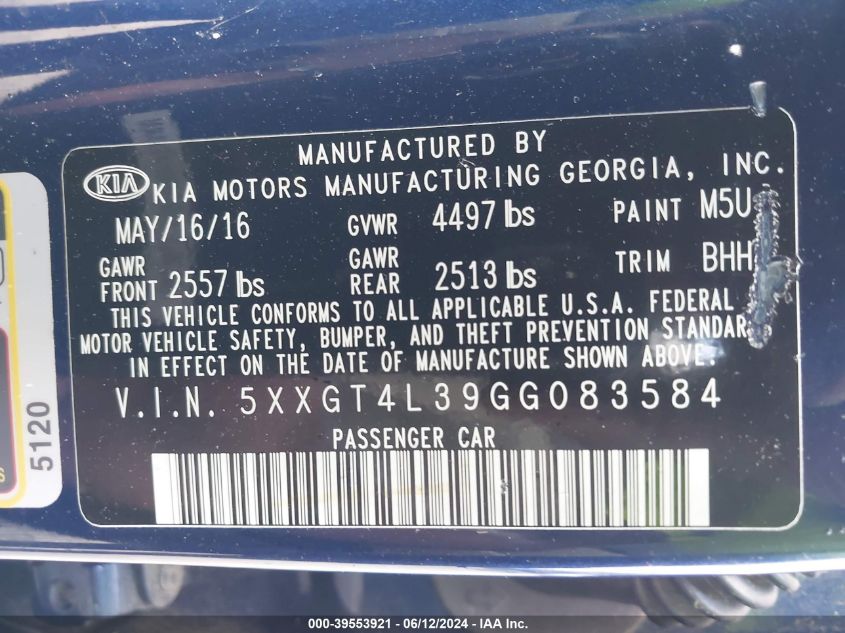 MANUFACTURED BY
KIA KIA MOTORS MANUFACTURING GEORGIA, INC.
MAY/16/16 GVWR 4497 lbs PAINT M5U
GAWR FRONT 2557 lbs GAWR REAR 2513 lbs TRIM BHH
THIS VEHICLE CONFORMS TO ALL APPLICABLE U.S.A. FEDERAL
MOTOR VEHICLE SAFETY, BUMPER, AND THEFT PREVENTION STANDAR
IN EFFECT ON THE DATE OF MANUFACTURE SHOWN ABOVE.
V.I.N. 5XXGT4L39GG083584
PASSENGER CAR
5120
000-39553921 - 06/12/2024 - IAA Inc.